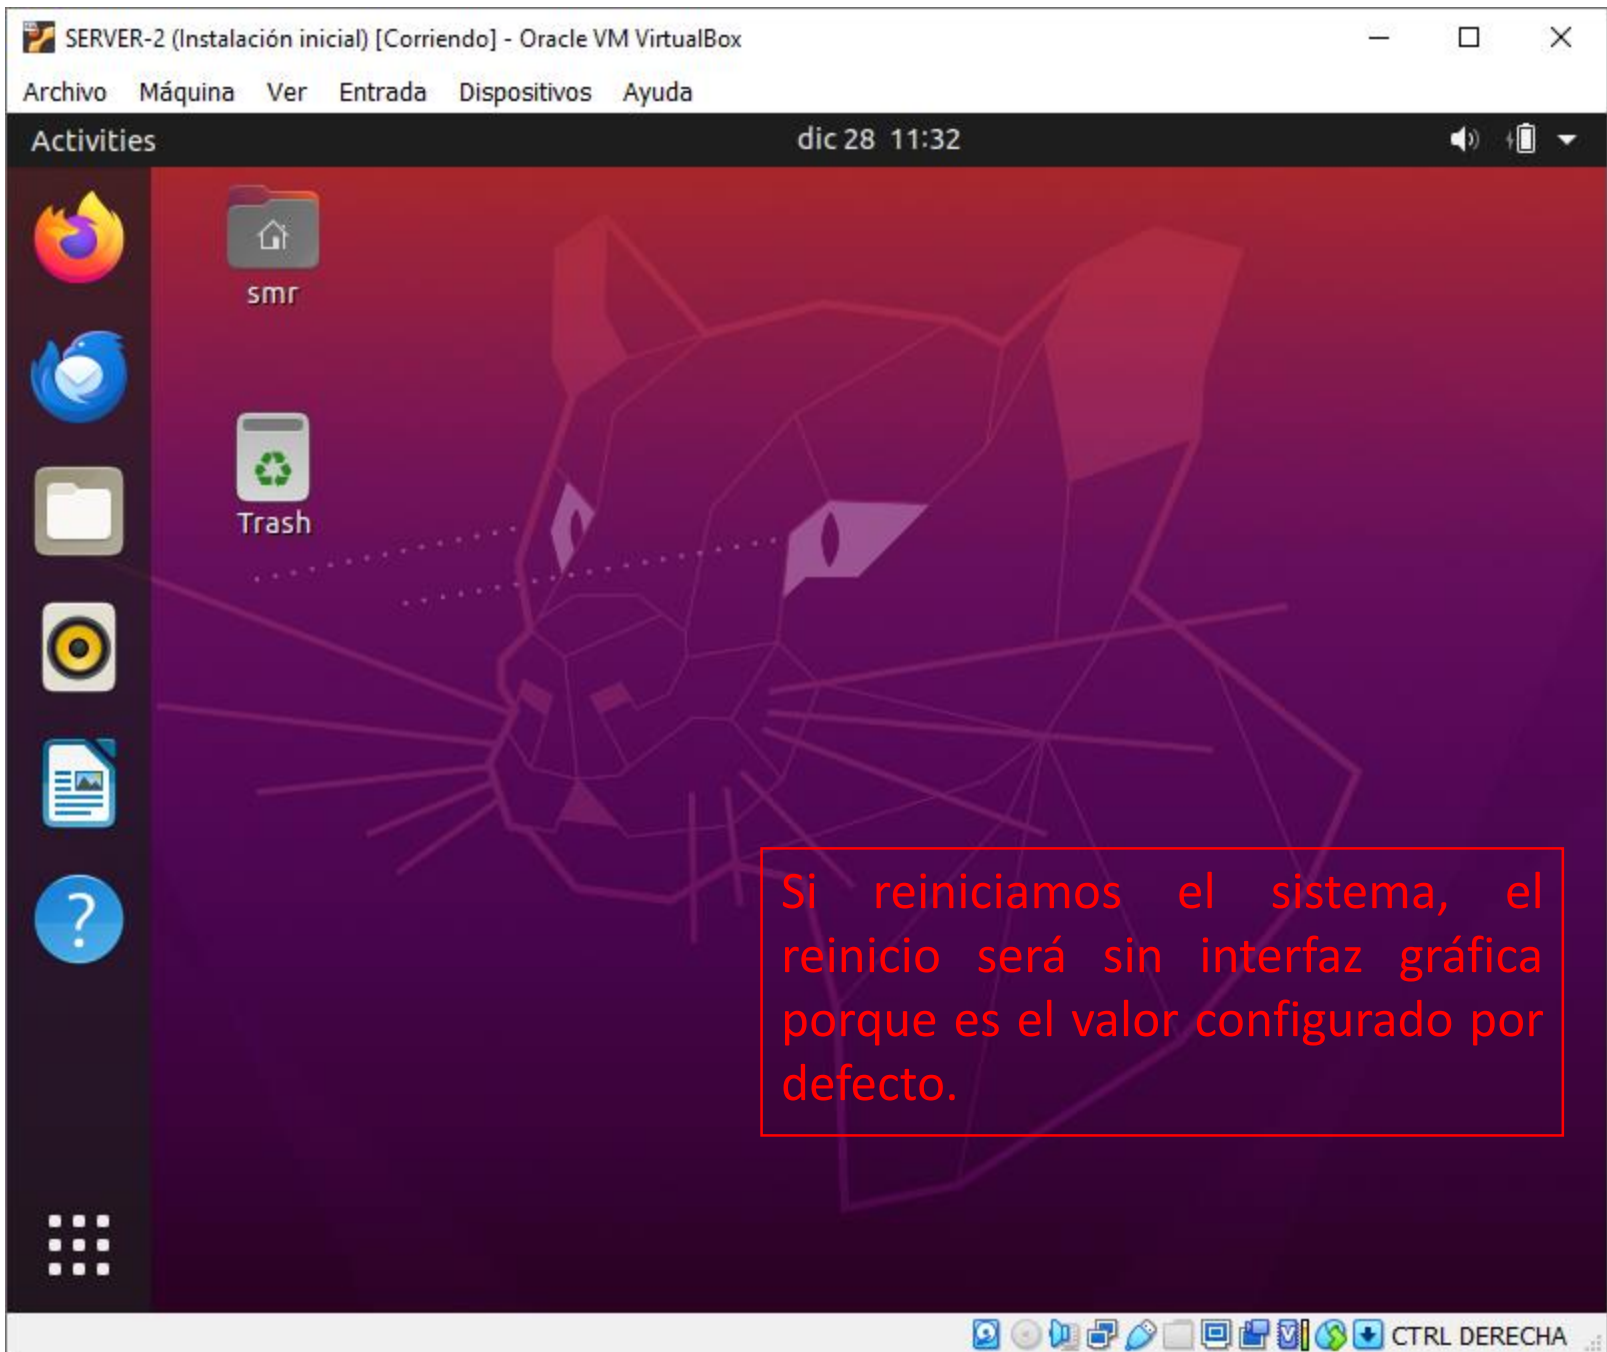 SERVER-2 (Instalación inicial) [Corriendo] - Oracle VM VirtualBox
Archivo Máquina Ver Entrada Dispositivos Ayuda
Activities dic 28 11:32
smr
Trash
Si reiniciamos el sistema, el
reinicio será sin interfaz gráfica
porque es el valor configurado por
defecto.
CTRL DERECHA